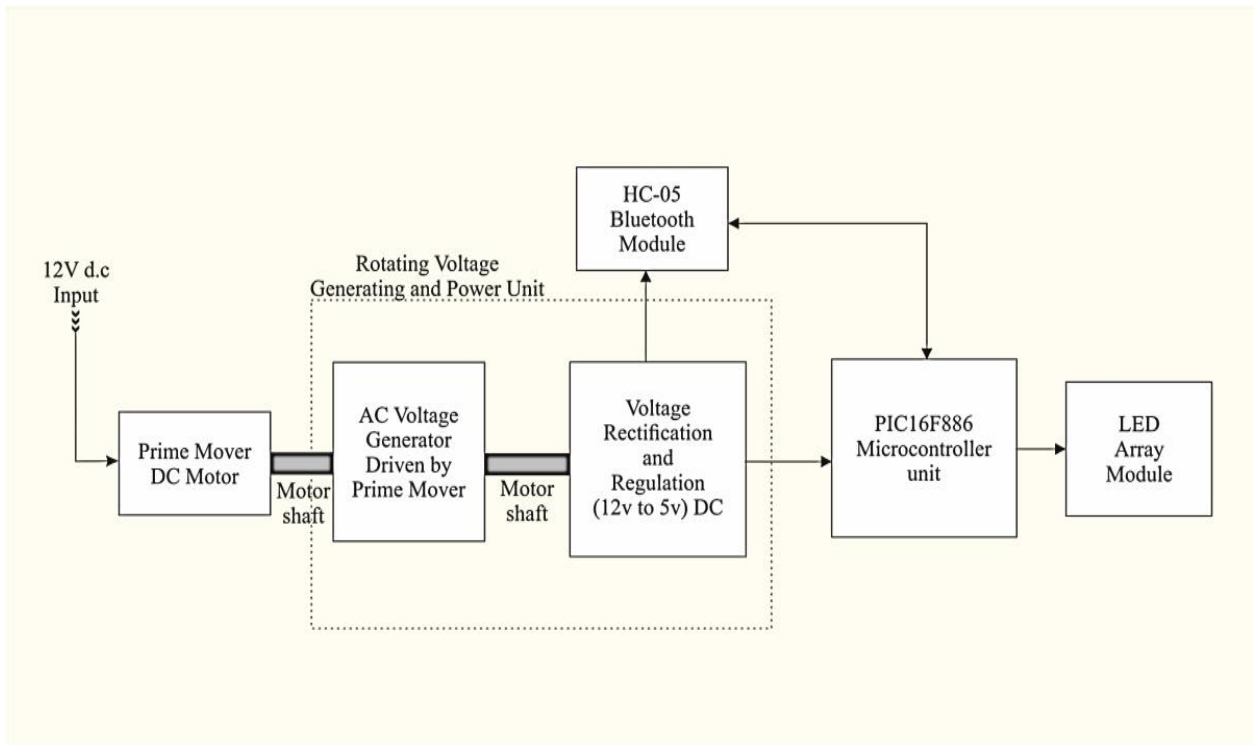 HC-05
Bluetooth
Module
Rotating Voltage
Generating and Power Unit
12V d.c
Input
Prime Mover
DC Motor
Motor
shaft
AC Voltage
Generator
Driven by
Prime Mover
Motor
shaft
Voltage
Rectification
and
Regulation
(12v to 5v) DC
PIC16F886
Microcontroller
unit
LED
Array
Module